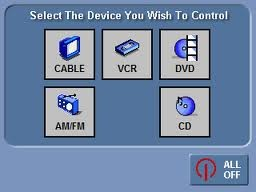 Select The Device You Wish To Control
CABLE VCR DVD
AM/FM CD
ALL
OFF